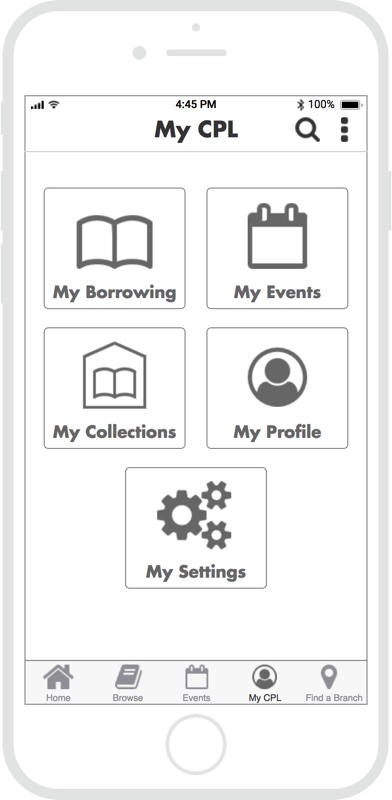 4:45 PM
100%
My CPL
My Borrowing
My Events
My Collections
My Profile
My Settings
Home
Browse
Events
My CPL
Find a Branch